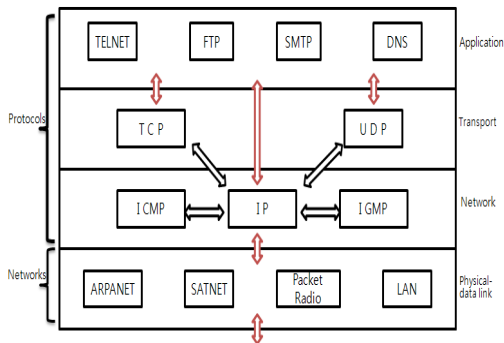 TELNET FTP SMTP DNS Application
Protocols
T C P U D P Transport
I CMP I P I GMP Network
Networks
ARPANET SATNET Packet Radio LAN Physical-
data link